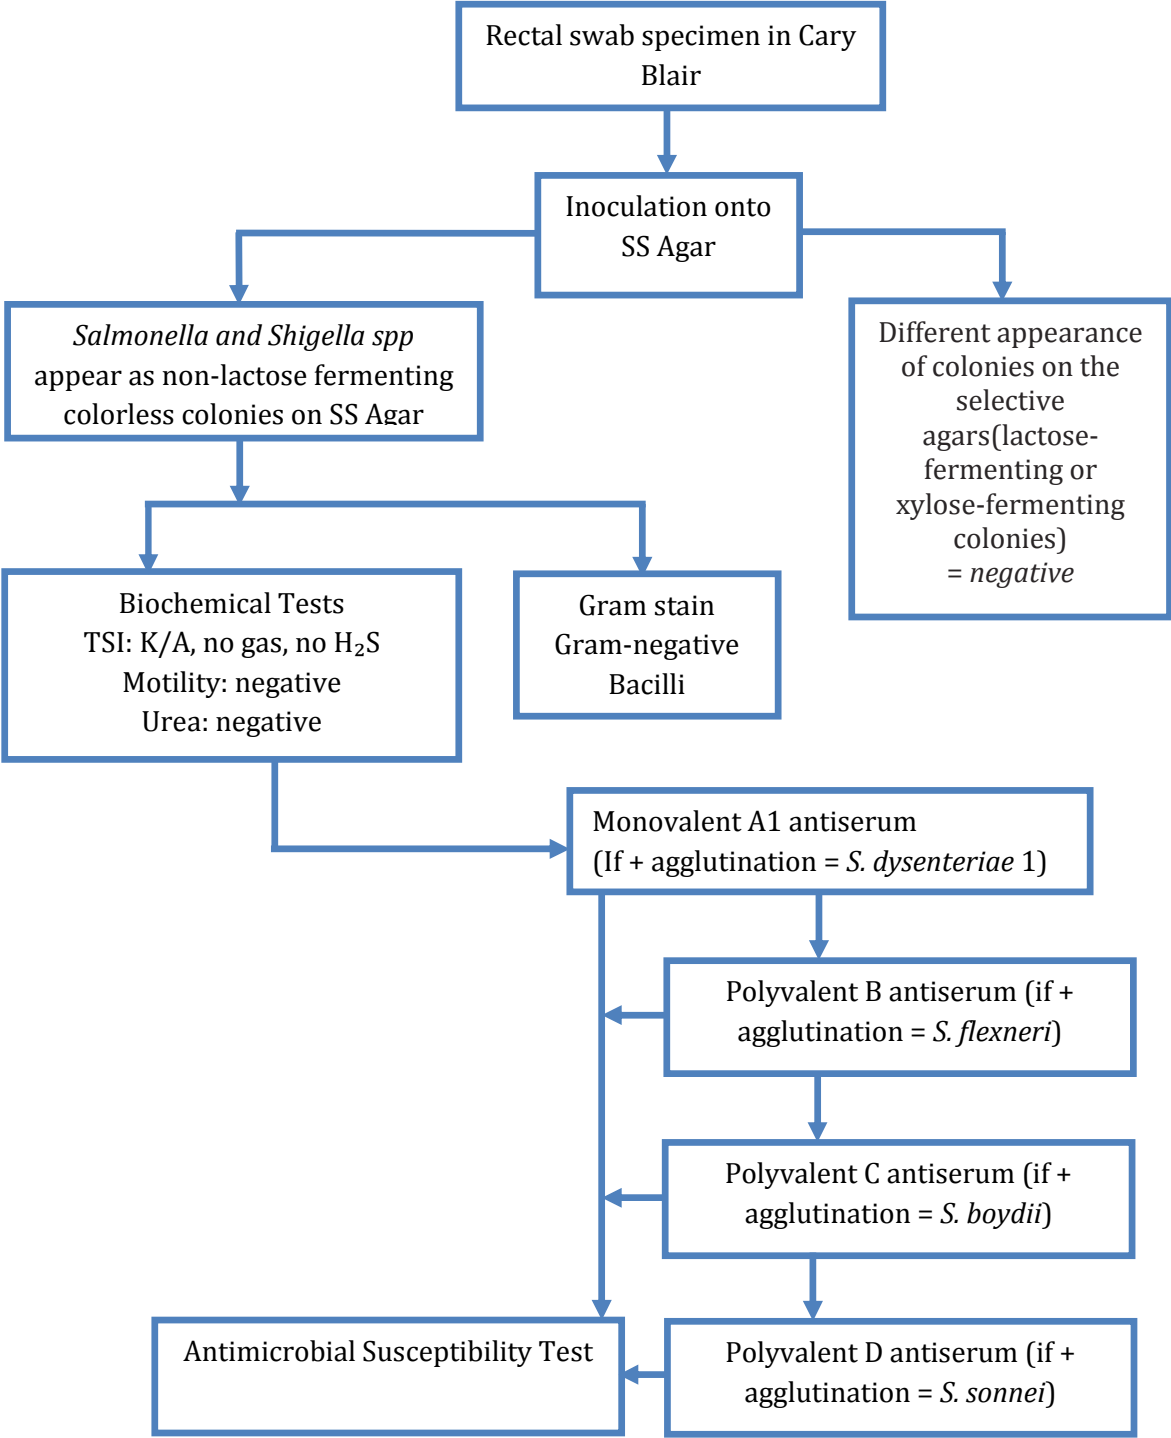 Rectal swab specimen in Cary
Blair
Inoculation onto
SS Agar
Salmonella and Shigella spp
appear as non-lactose fermenting
colorless colonies on SS Agar
Different appearance
of colonies on the
selective
agars(lactose-
fermenting or
xylose-fermenting
colonies)
= negative
Biochemical Tests
TSI: K/A, no gas, no H₂S
Motility: negative
Urea: negative
Gram stain
Gram-negative
Bacilli
Monovalent A1 antiserum
(If + agglutination = S. dysenteriae 1)
Polyvalent B antiserum (if +
agglutination = S. flexneri)
Polyvalent C antiserum (if +
agglutination = S. boydii)
Antimicrobial Susceptibility Test
Polyvalent D antiserum (if +
agglutination = S. sonnei)